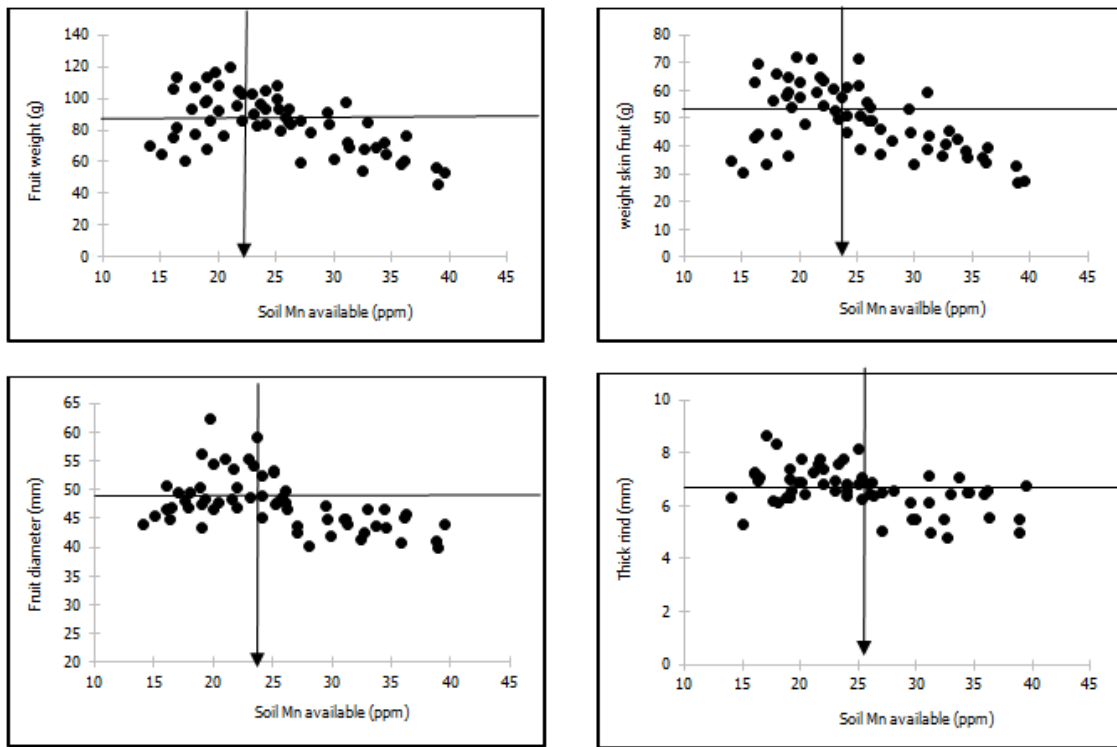 140
120
100
80
60
40
20
0
Fruit weight (g)
10 15 20 25 30 35 40 45
Soil Mn available (ppm)
80
70
60
50
40
30
20
10
0
weight skin fruit (g)
10 15 20 25 30 35 40 45
Soil Mn availble (ppm)
65
60
55
50
45
40
35
30
25
20
Fruit diameter (mm)
10 15 20 25 30 35 40 45
Soil Mn available (ppm)
10
8
6
4
2
0
Thick rind (mm)
10 15 20 25 30 35 40 45
Soil Mn available (ppm)